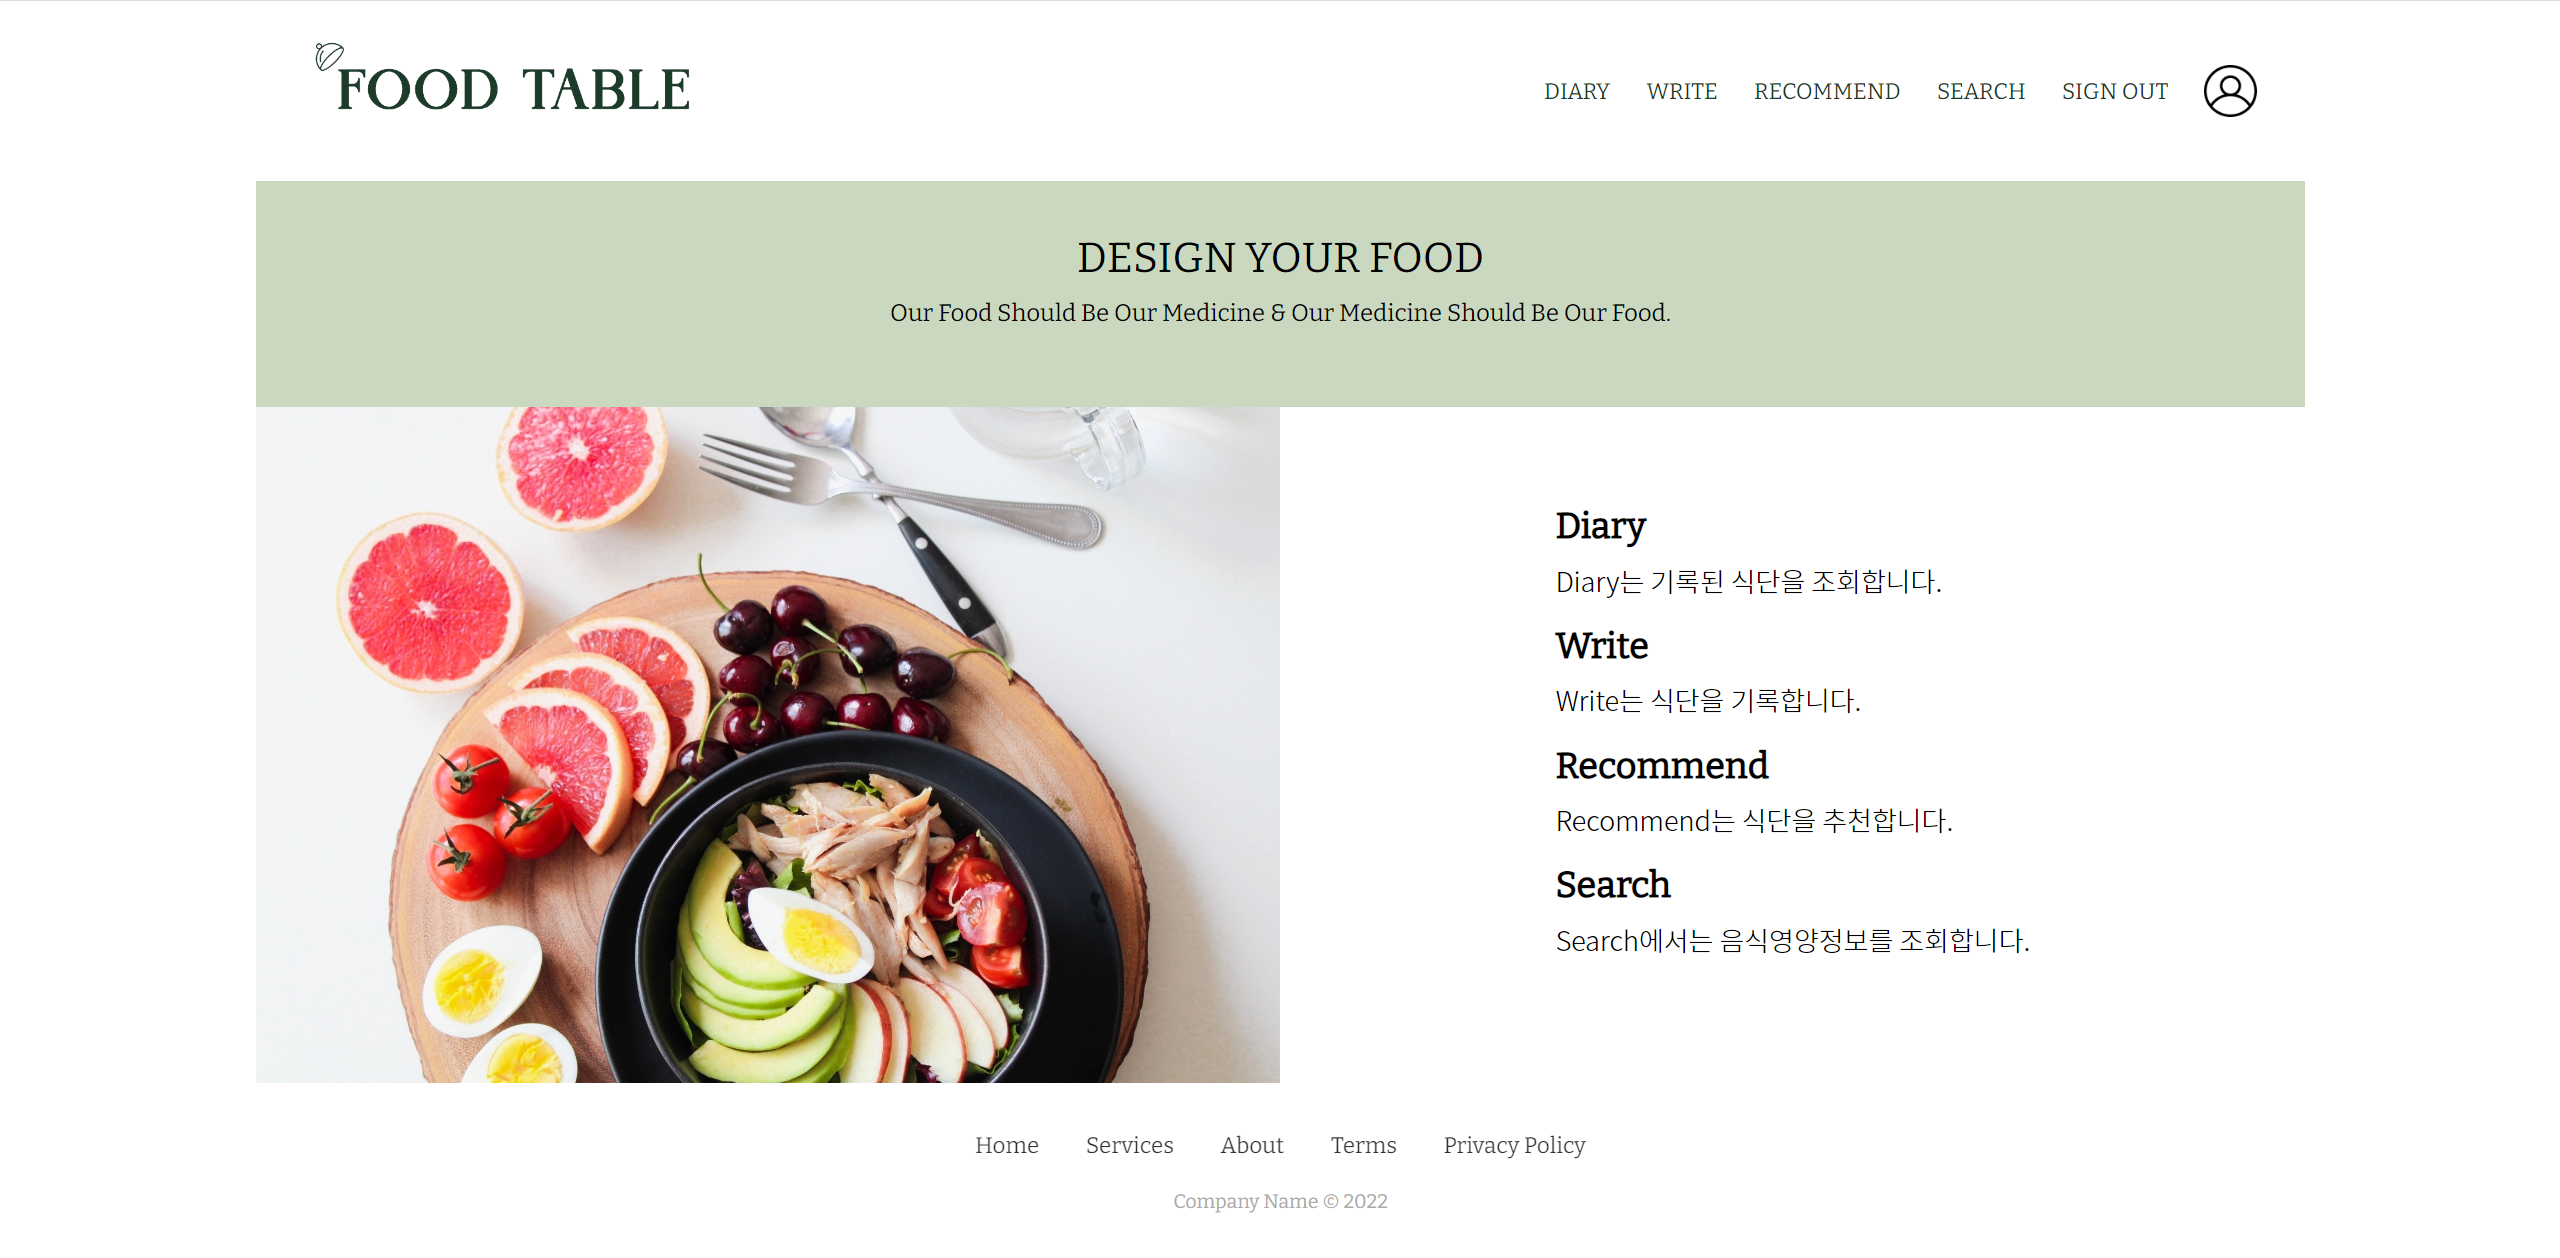 FOOD TABLE
DIARY WRITE RECOMMEND SEARCH SIGN OUT
DESIGN YOUR FOOD
Our Food Should Be Our Medicine & Our Medicine Should Be Our Food.
Diary
Diary는 기록된 식단을 조회합니다.
Write
Write는 식단을 기록합니다.
Recommend
Recommend는 식단을 추천합니다.
Search
Search에서는 음식영양정보를 조회합니다.
Home Services About Terms Privacy Policy
Company Name © 2022